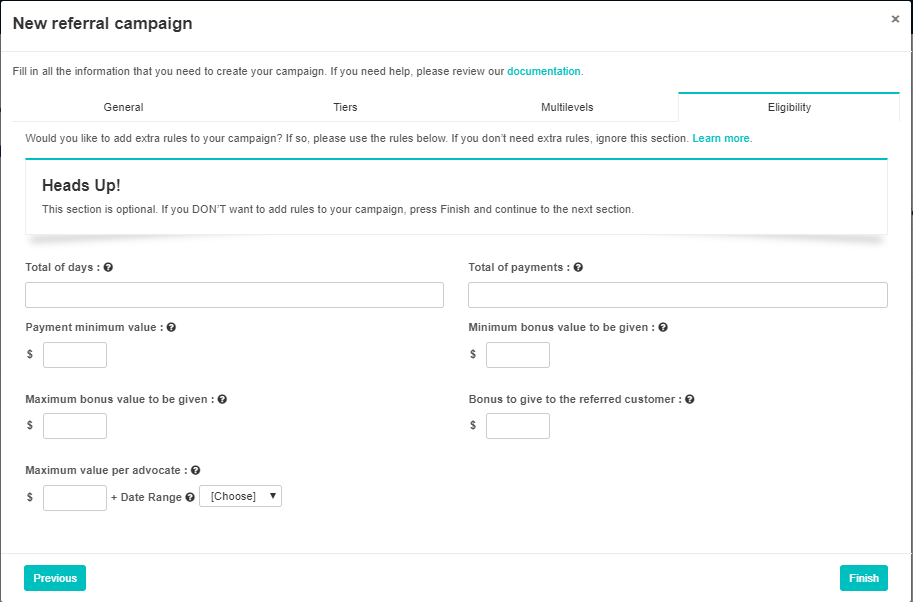 New referral campaign
×
Fill in all the information that you need to create your campaign. If you need help, please review our documentation.
General Tiers Multilevels Eligibility
Would you like to add extra rules to your campaign? If so, please use the rules below. If you don't need extra rules, ignore this section. Learn more.
Heads Up!
This section is optional. If you DON'T want to add rules to your campaign, press Finish and continue to the next section.
Total of days : ?
Total of payments : ?
Payment minimum value : ?
Minimum bonus value to be given : ?
$
$
Maximum bonus value to be given : ?
Bonus to give to the referred customer : ?
$
$
Maximum value per advocate : ?
$ + Date Range ? [Choose]
Previous
Finish